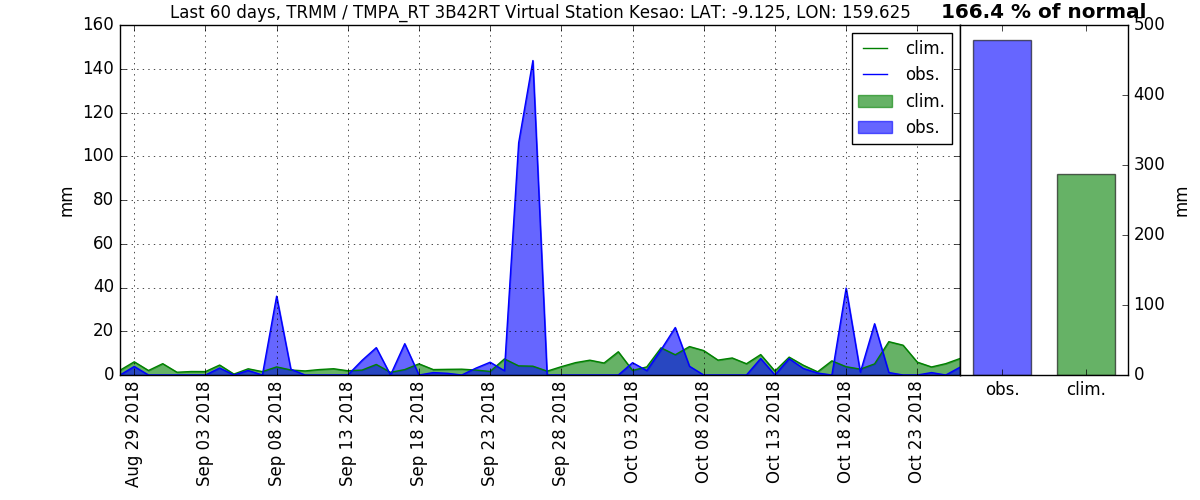 Last 60 days, TRMM / TMPA_RT 3B42RT Virtual Station Kesao: LAT: -9.125, LON: 159.625
166.4 % of normal
160
140
120
100
80
60
40
20
0
mm
clim.
obs.
clim.
obs.
Aug 29 2018
Sep 03 2018
Sep 08 2018
Sep 13 2018
Sep 18 2018
Sep 23 2018
Sep 28 2018
Oct 03 2018
Oct 08 2018
Oct 13 2018
Oct 18 2018
Oct 23 2018
500
400
300
200
100
0
mm
obs.
clim.